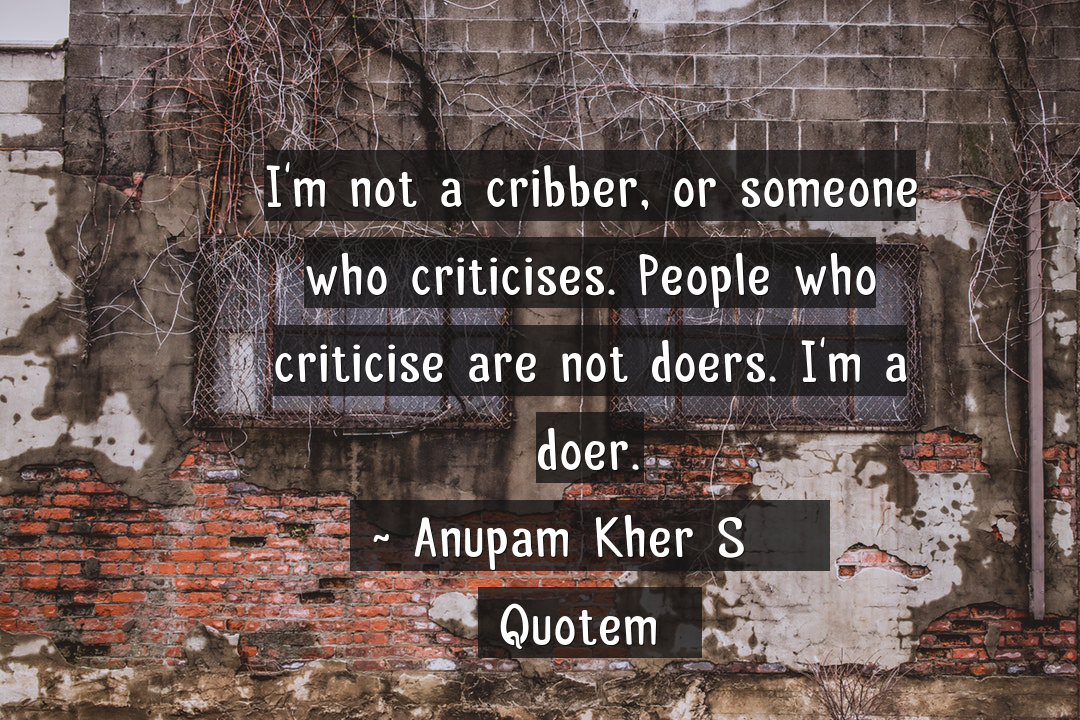 I'm not a cribber, or someone
who criticises. People who
criticise are not doers. I'm a
doer.
~ Anupam Kher S
Quotem